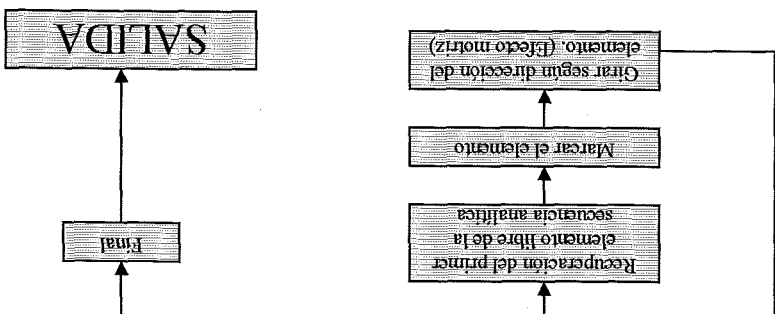 Recuperación del primer
elemento libre de la
secuencia analítica
Marcar el elemento
Girar según dirección del
elemento. (Efecto motriz)
Final
SALIDA